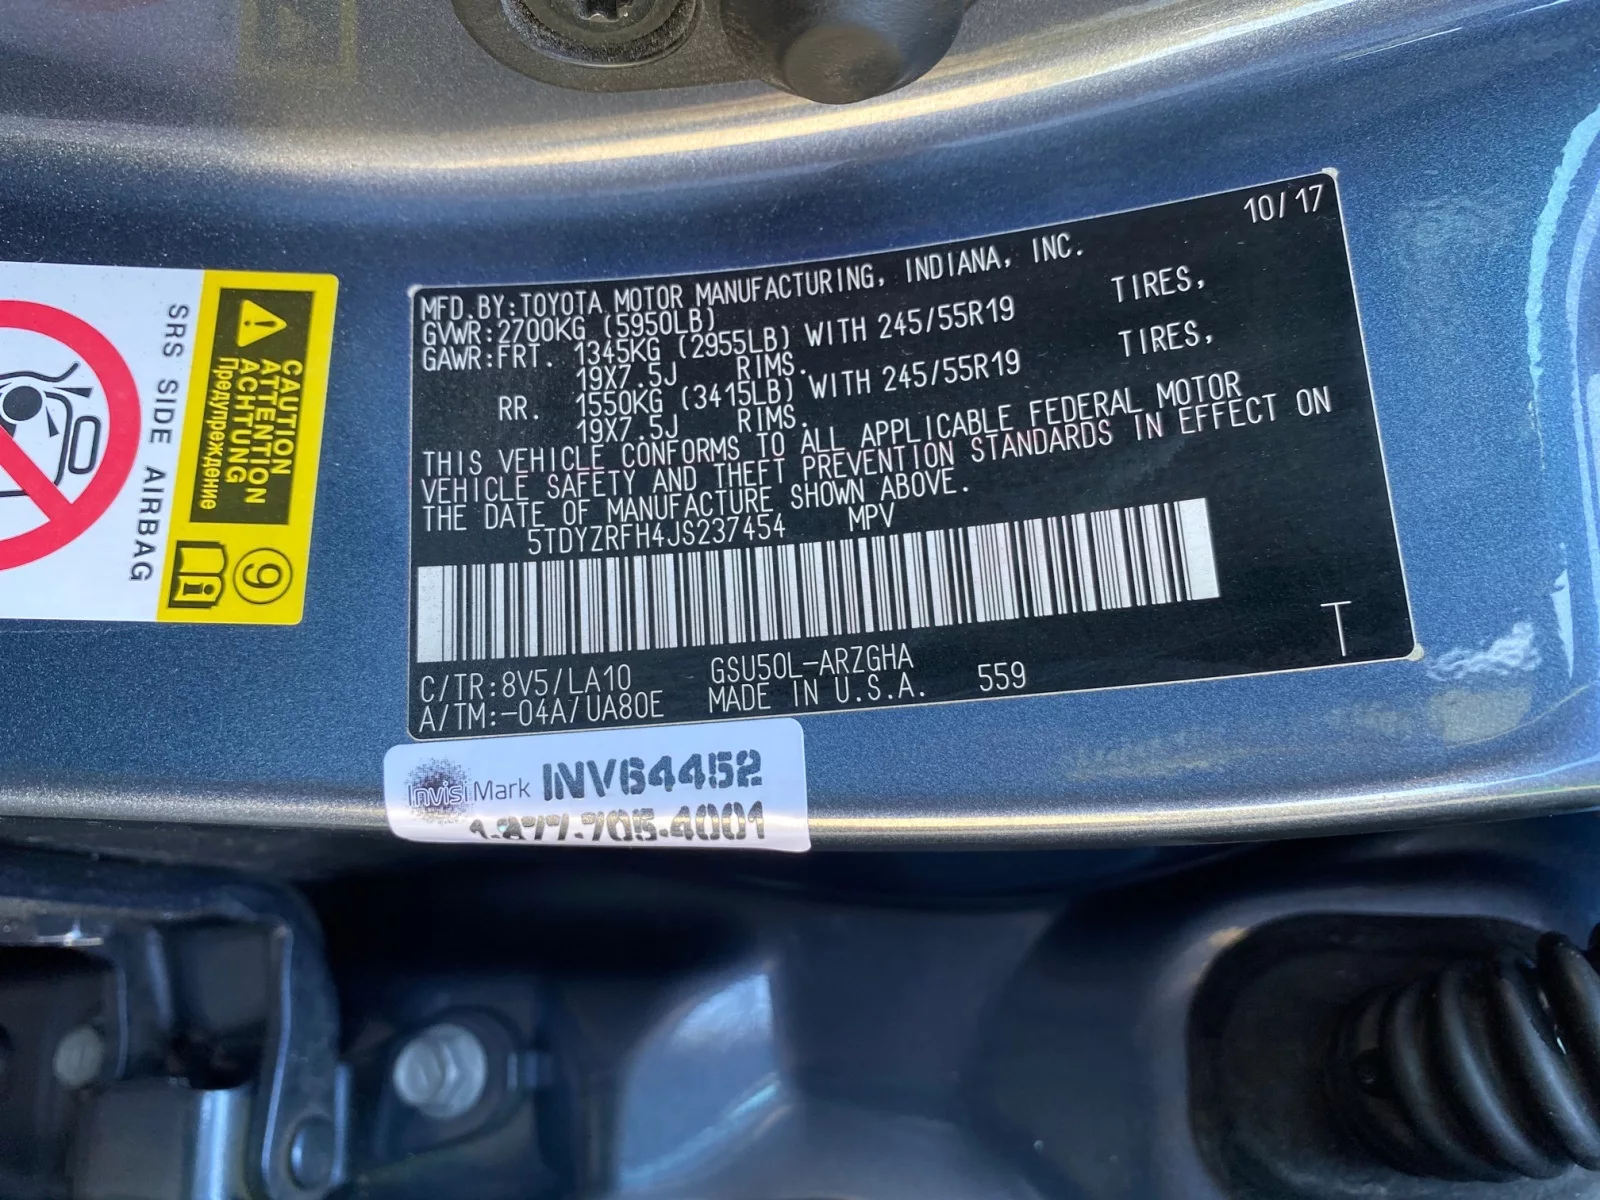 10/17
MFD.BY:TOYOTA MOTOR MANUFACTURING, INDIANA, INC.
GVWR:2700KG (5950LB)
GAWR:FRT. 1345KG (2955LB) WITH 245/55R19 TIRES,
19X7.5J RIMS.
RR. 1550KG (3415LB) WITH 245/55R19 TIRES,
19X7.5J RIMS.
THIS VEHICLE CONFORMS TO ALL APPLICABLE FEDERAL MOTOR
VEHICLE SAFETY AND THEFT PREVENTION STANDARDS IN EFFECT ON
THE DATE OF MANUFACTURE SHOWN ABOVE.
5TDYZRFH4JS237454 MPV
C/TR:8V5/LA10 GSU50L-ARZGHA
A/TM:-04A/UA80E MADE IN U.S.A. 559
T
InvisiMark INV64452
1-877-705-4001
CAUTION
ATTENTION
ACHTUNG
Предупреждение
9
SRS SIDE AIRBAG